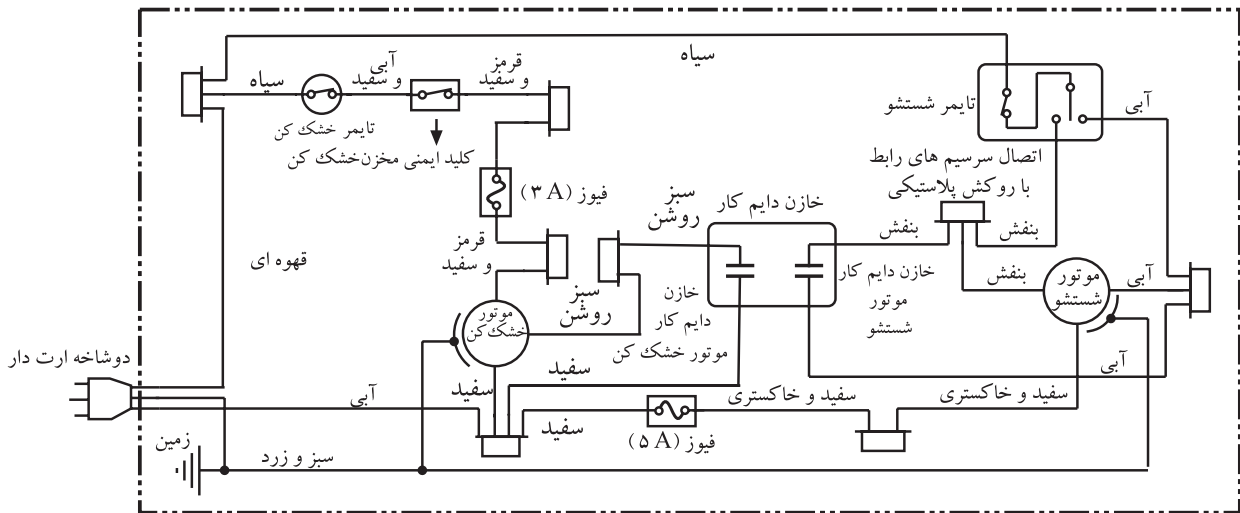 سیاه
سیاه
آبی
و سفید
قرمز
و سفید
تایمر خشک کن
کلید ایمنی مخزن خشک کن
تایمر شستشو
آبی
اتصال سرسیم های رابط
با روکش پلاستیکی
فیوز (۳ A)
سبز
روشن
خازن دایم کار
بنفش
بنفش
قهوه ای
قرمز
و سفید
خازن دایم کار
موتور
شستشو
بنفش
موتور
شستشو
آبی
سبز
روشن
خازن
دایم کار
موتور خشک کن
موتور
خشک کن
دوشاخه ارت دار
سفید
آبی
آبی
سفید
سفید و خاکستری
سفید و خاکستری
سفید
فیوز (۵ A)
زمین
سبز و زرد